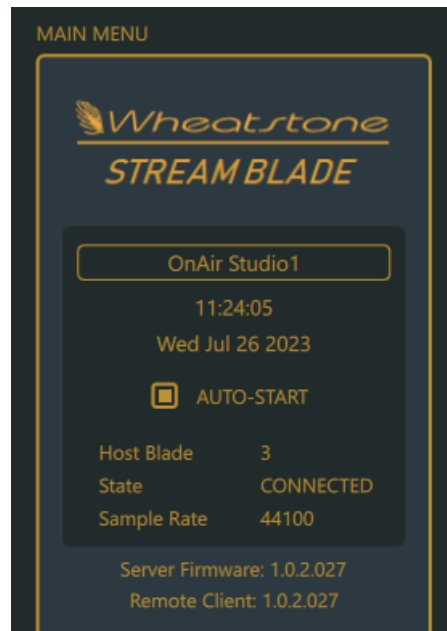 MAIN MENU
Wheatstone
STREAM BLADE
OnAir Studio1
11:24:05
Wed Jul 26 2023
AUTO-START
Host Blade 3
State CONNECTED
Sample Rate 44100
Server Firmware: 1.0.2.027
Remote Client: 1.0.2.027